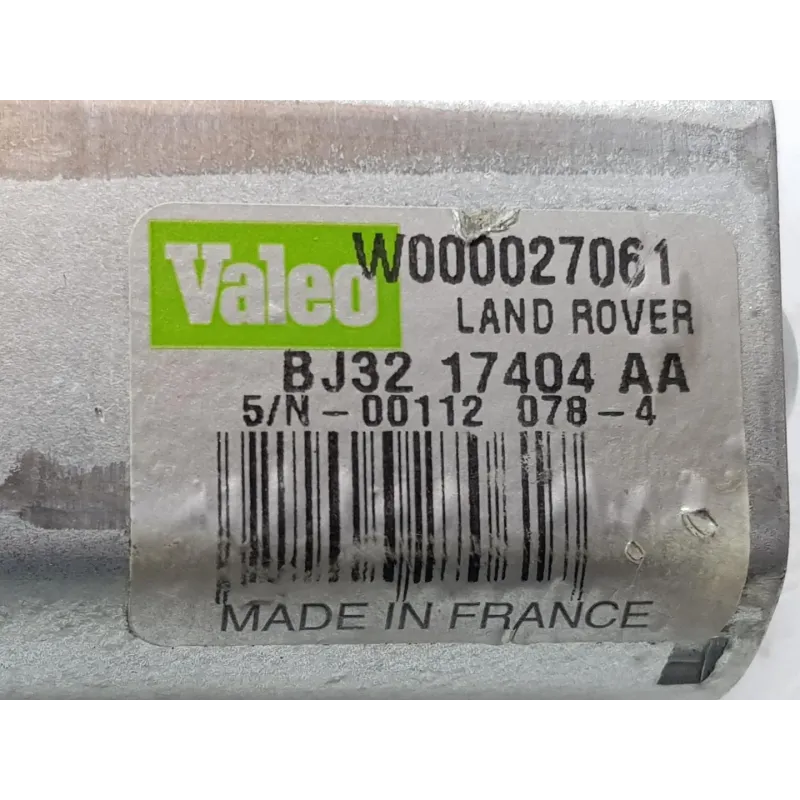 Valeo W000027061
LAND ROVER
BJ32 17404 AA
S/N-00112 078-4
MADE IN FRANCE